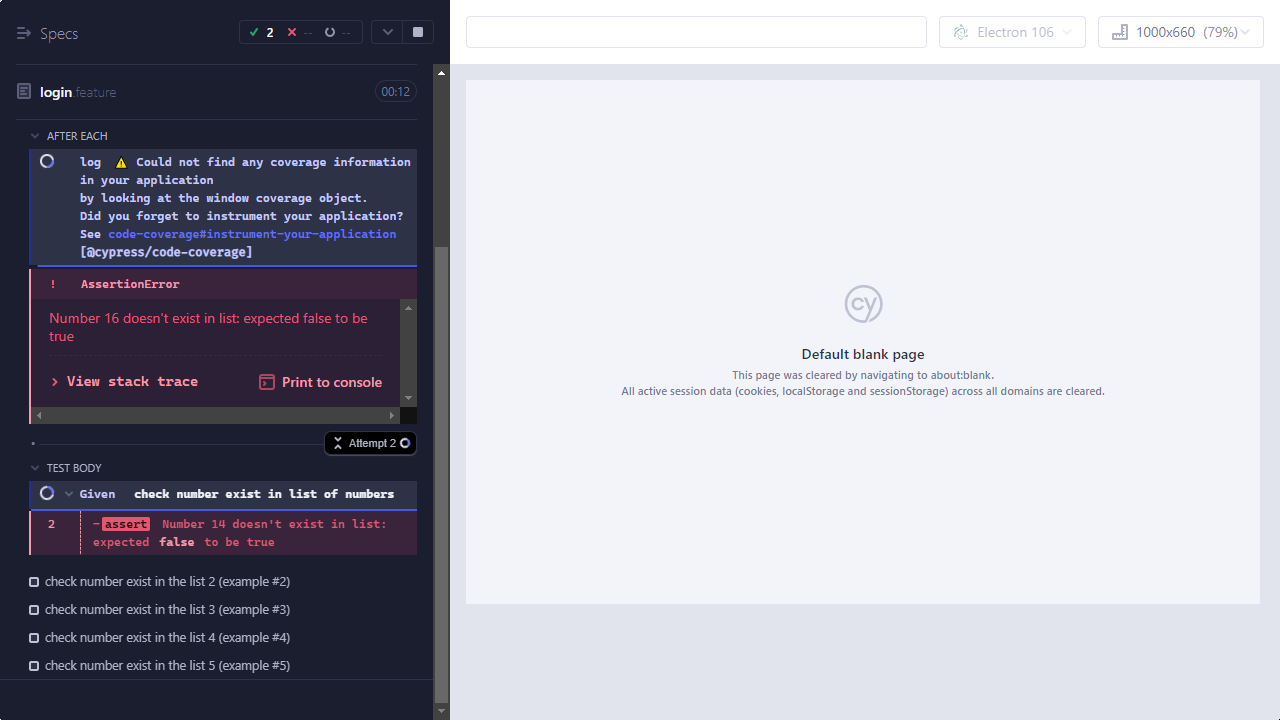 Specs
2
--
--
Electron 106
1000x660 (79%)
login.feature
00:12
AFTER EACH
log ⚠ Could not find any coverage information
in your application
by looking at the window coverage object.
Did you forget to instrument your application?
See code-coverage#instrument-your-application
[@cypress/code-coverage]
! AssertionError
Number 16 doesn't exist in list: expected false to be
true
View stack trace
Print to console
Attempt 2
TEST BODY
Given check number exist in list of numbers
2 -assert Number 14 doesn't exist in list:
expected false to be true
check number exist in the list 2 (example #2)
check number exist in the list 3 (example #3)
check number exist in the list 4 (example #4)
check number exist in the list 5 (example #5)
cy
Default blank page
This page was cleared by navigating to about:blank.
All active session data (cookies, localStorage and sessionStorage) across all domains are cleared.